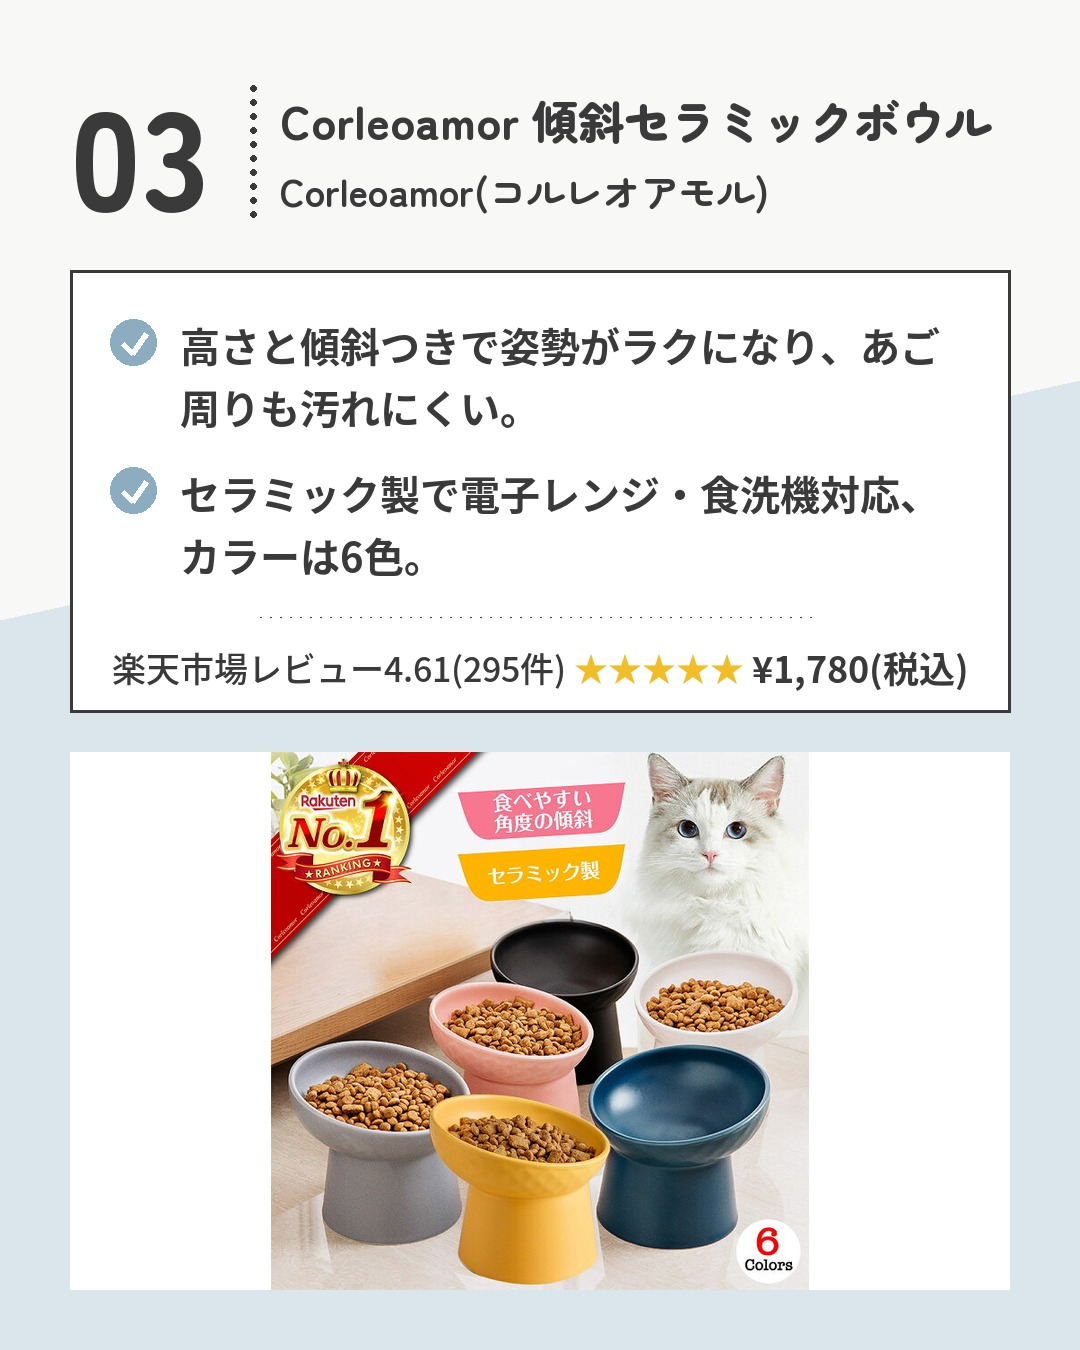 03
Corleoamor 傾斜セラミックボウル
Corleoamor(コルレオアモル)
高さと傾斜つきで姿勢がラクになり、あご
周りも汚れにくい。
セラミック製で電子レンジ・食洗機対応、
カラーは6色。
楽天市場レビュー4.61(295件) ★★★★★ ¥1,780(税込)
Rakuten
No.1
★RANKING★
Corleoamor Corleoamor
Corleoamor Corleoamor
食べやすい
角度の傾斜
セラミック製
6
Colors